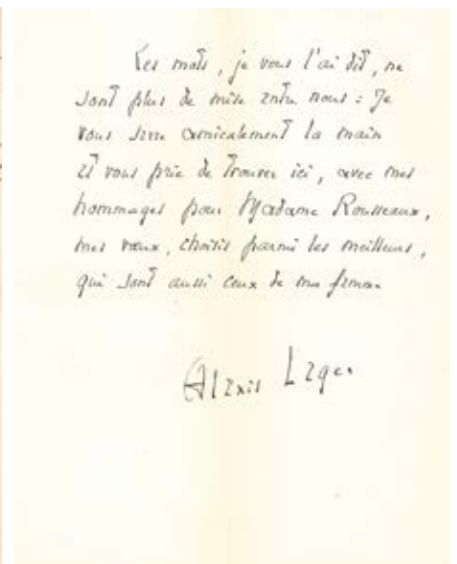 Les mots, je vous l'ai dit, ne
sont plus de mise entre nous : Je
vous serre amicalement la main
et vous prie de trouver ici, avec mes
hommages pour Madame Rousseaux,
mes vœux, choisis parmi les meilleurs,
qui sont aussi ceux de ma femme.
Alexis Leger